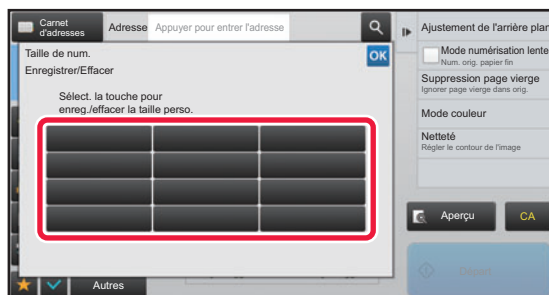 Carnet
d'adresses
Adresse
Appuyer pour entrer l'adresse
Taille de num.
OK
Enregistrer/Effacer
Sélect. la touche pour
enreg./effacer la taille perso.
Autres
Ajustement de l'arrière plan
Mode numérisation lente
Num. orig. papier fin
Suppression page vierge
Ignorer page vierge dans orig.
Mode couleur
Netteté
Régler le contour de l'image
Aperçu
CA
Départ